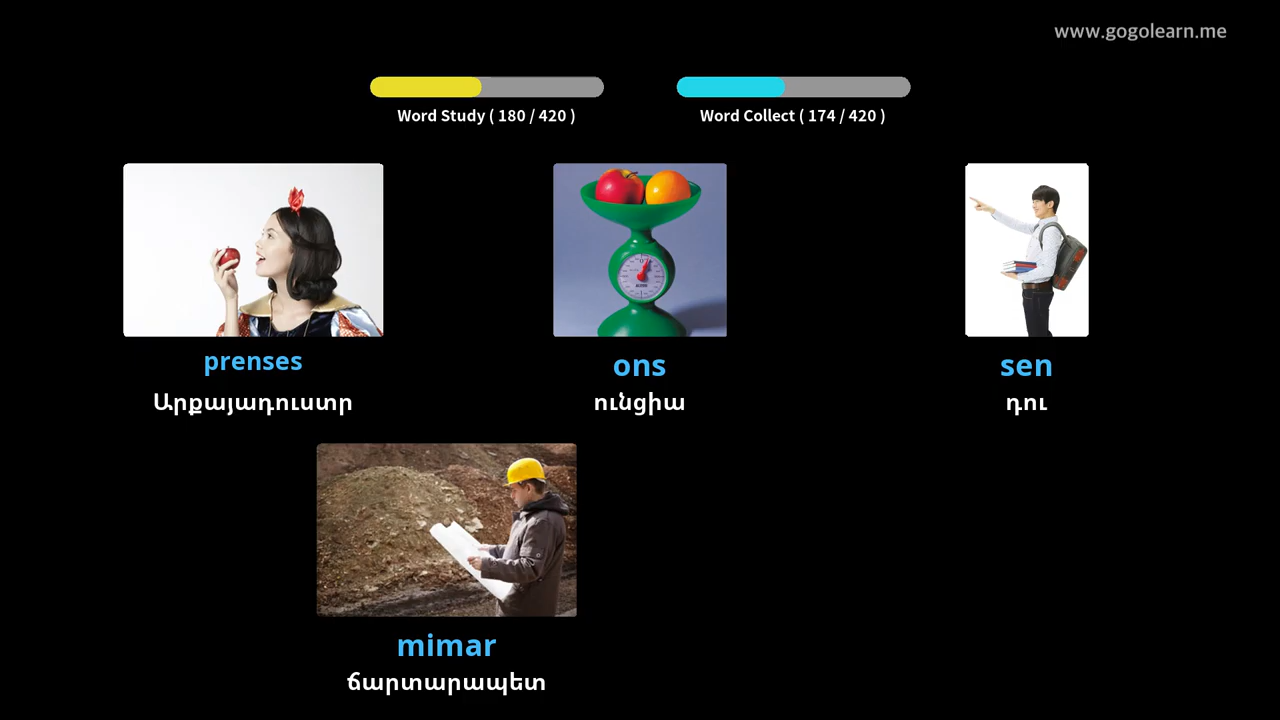 www.gogolearn.me
Word Study ( 180 / 420 )
Word Collect ( 174 / 420 )
prenses
Արքայադուստր
ons
ունցիա
sen
դու
mimar
ճարտարապետ